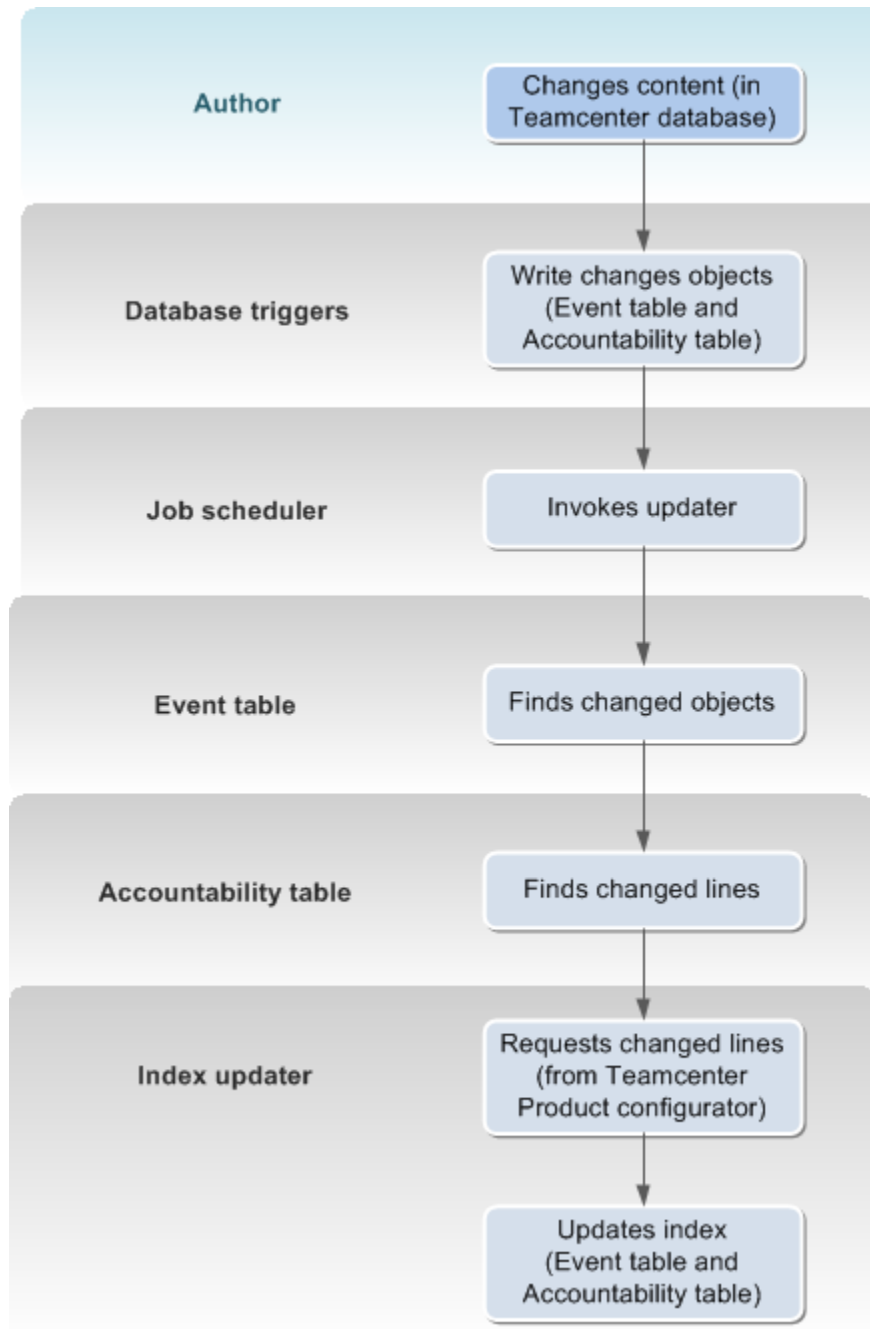 Author
Changes content (in
Teamcenter database)
Database triggers
Write changes objects
(Event table and
Accountability table)
Job scheduler
Invokes updater
Event table
Finds changed objects
Accountability table
Finds changed lines
Index updater
Requests changed lines
(from Teamcenter
Product configurator)
Updates index
(Event table and
Accountability table)